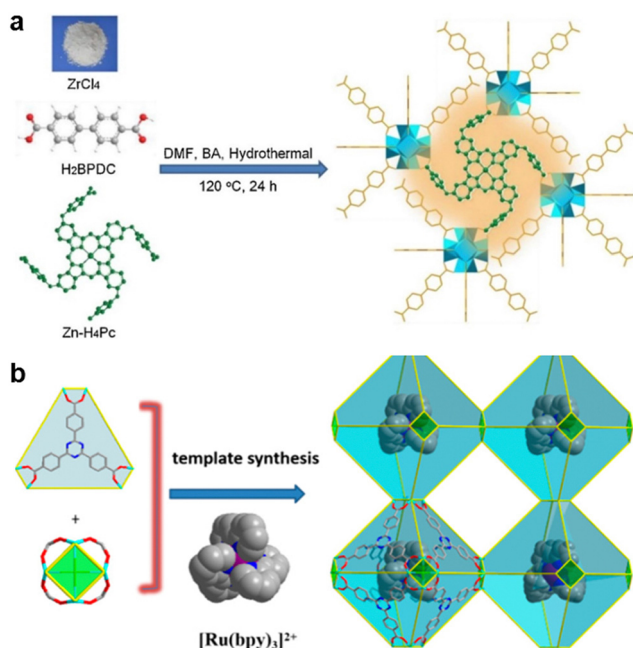 a
ZrCl₄
H₂BPDC
DMF, BA, Hydrothermal
120 °C, 24 h
Zn-H₄Pc
b
template synthesis
+
[Ru(bpy)₃]²⁺